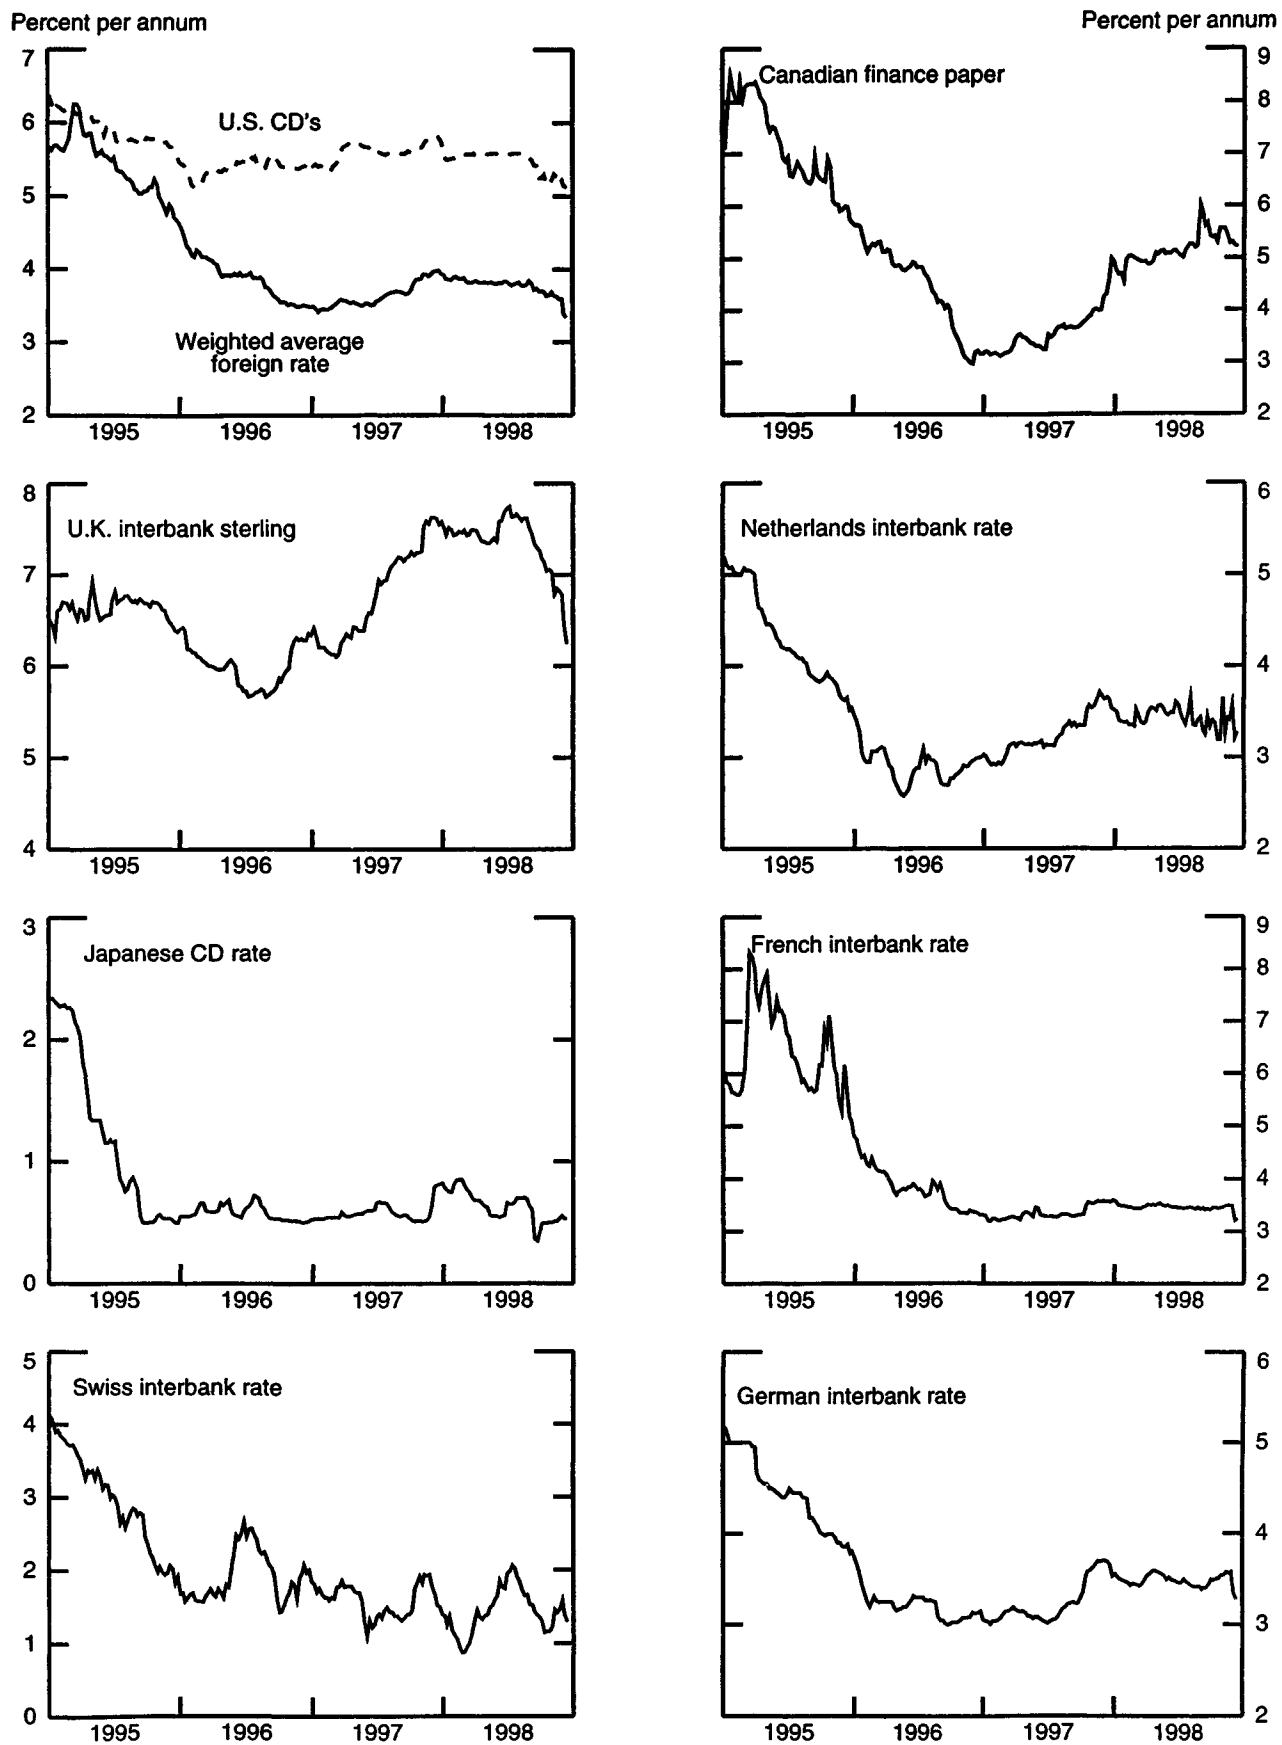 Percent per annum
7
6
5
4
3
2
U.S. CD's
Weighted average
foreign rate
1995 1996 1997 1998
Percent per annum
Canadian finance paper
9
8
7
6
5
4
3
2
1995 1996 1997 1998
8
7
6
5
4
U.K. interbank sterling
1995 1996 1997 1998
Netherlands interbank rate
6
5
4
3
2
1995 1996 1997 1998
3
2
1
0
Japanese CD rate
1995 1996 1997 1998
French interbank rate
9
8
7
6
5
4
3
2
1995 1996 1997 1998
5
4
3
2
1
0
Swiss interbank rate
1995 1996 1997 1998
German interbank rate
6
5
4
3
2
1995 1996 1997 1998